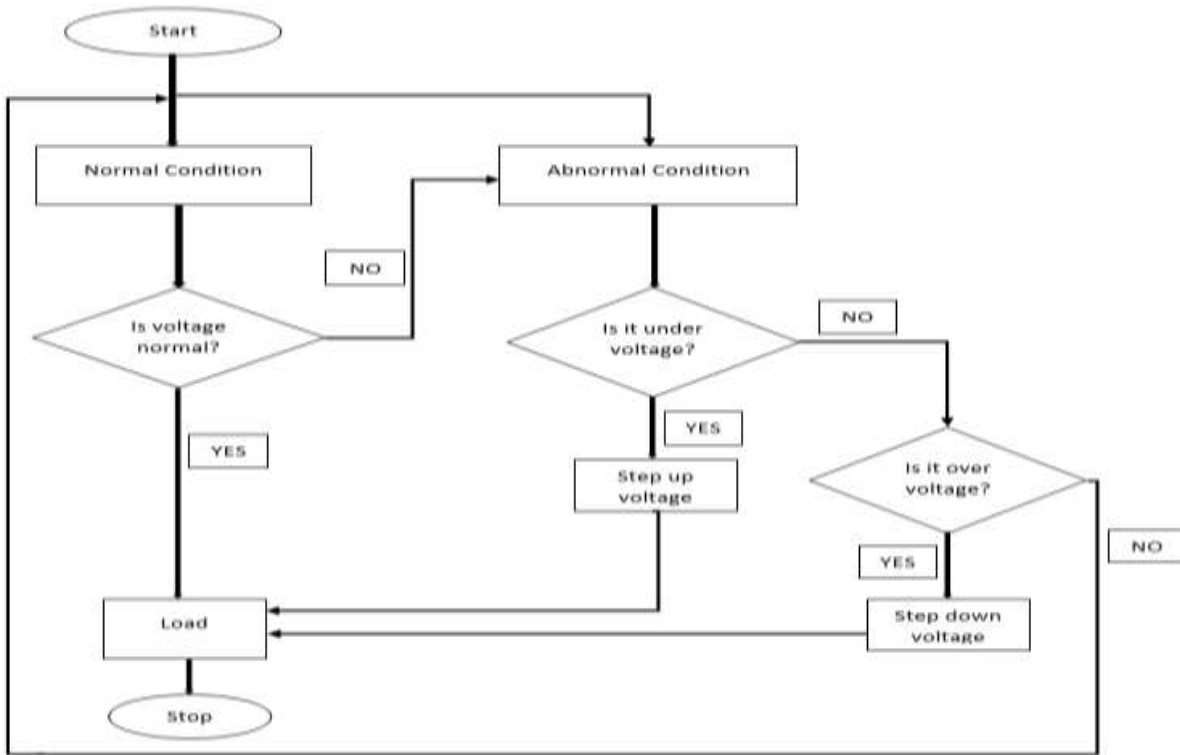 Start
Normal Condition
Abnormal Condition
NO
Is voltage
normal?
Is it under
voltage?
NO
YES
YES
Step up
voltage
Is it over
voltage?
NO
YES
Load
Step down
voltage
Stop